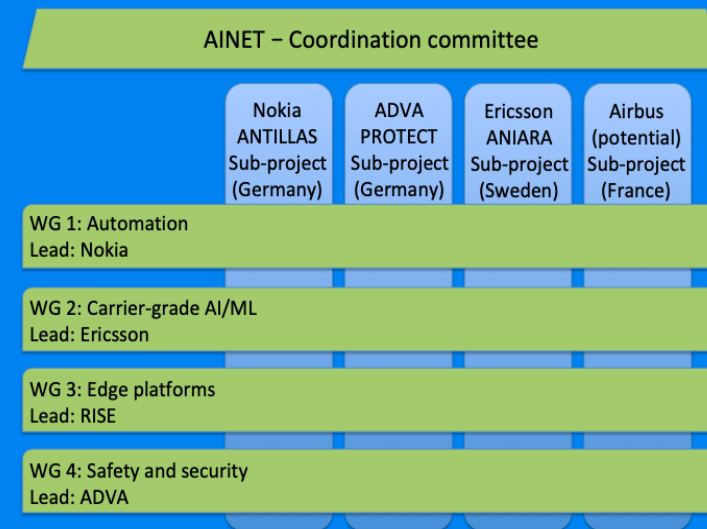 AINET – Coordination committee
Nokia
ANTILLAS
Sub-project
(Germany)
ADVA
PROTECT
Sub-project
(Germany)
Ericsson
ANIARA
Sub-project
(Sweden)
Airbus
(potential)
Sub-project
(France)
WG 1: Automation
Lead: Nokia
WG 2: Carrier-grade AI/ML
Lead: Ericsson
WG 3: Edge platforms
Lead: RISE
WG 4: Safety and security
Lead: ADVA